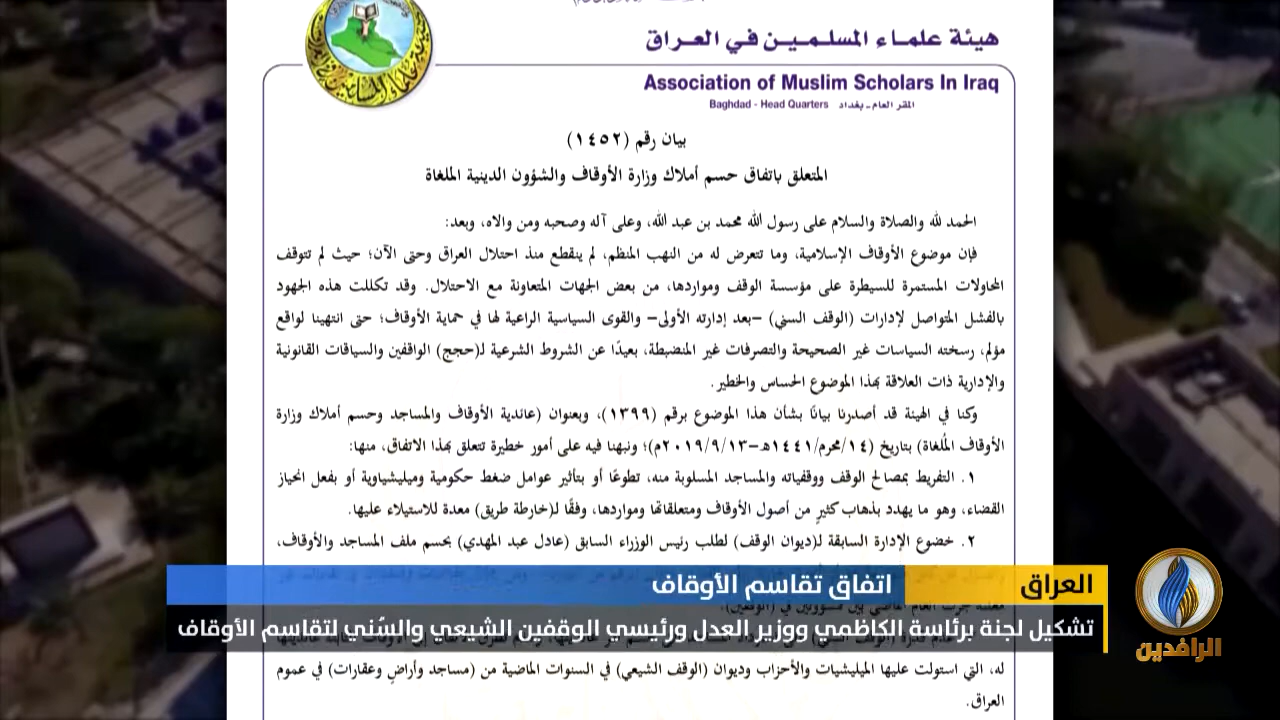 هيئة علماء المسلمين في العراق
Association of Muslim Scholars In Iraq
Baghdad - Head Quarters المقر العام - بغداد
بيان رقم (١٤٥٢)
المتعلق باتفاق حسم أملاك وزارة الأوقاف والشؤون الدينية الملغاة
الحمد لله والصلاة والسلام على رسول الله محمد بن عبد الله، وعلى آله وصحبه ومن والاه، وبعد:
فإن موضوع الأوقاف الإسلامية، وما تتعرض له من النهب المنظم، لم ينقطع منذ احتلال العراق وحتى الآن؛ حيث لم تتوقف
المحاولات المستمرة للسيطرة على مؤسسة الوقف ومواردها، من بعض الجهات المتعاونة مع الاحتلال. وقد تكللت هذه الجهود
بالفشل المتواصل لإدارات (الوقف السني) –بعد إدارته الأولى– والقوى السياسية الراعية لها في حماية الأوقاف؛ حتى انتهينا لواقع
مؤلم، رسخته السياسات غير الصحيحة والتصرفات غير المنضبطة، بعيدًا عن الشروط الشرعية لـ(حجج) الواقفين والسياقات القانونية
والإدارية ذات العلاقة بهذا الموضوع الحساس والخطير.
وكنا في الهيئة قد أصدرنا بيانًا بشأن هذا الموضوع برقم (١٣٩٩)، وبعنوان (عائدية الأوقاف والمساجد وحسم أملاك وزارة
الأوقاف المُلغاة) بتاريخ (١٤/محرم/١٤٤١هـ–٢٠١٩/٩/١٣م)؛ ونبهنا فيه على أمور خطيرة تتعلق بهذا الاتفاق، منها:
١. التفريط بمصالح الوقف ووقفياته والمساجد المسلوبة منه، تطوعًا أو بتأثير عوامل ضغط حكومية وميليشياوية أو بفعل انحياز
القضاء، وهو ما يهدد بذهاب كثيرٍ من أصول الأوقاف ومتعلقاتها ومواردها، وفقًا لـ(خارطة طريق) معدة للاستيلاء عليها.
٢. خضوع الإدارة السابقة لـ(ديوان الوقف) لطلب رئيس الوزراء السابق (عادل عبد المهدي) بحسم ملف المساجد والأوقاف،
العراق
اتفاق تقاسم الأوقاف
تشكيل لجنة برئاسة الكاظمي ووزير العدل ورئيسي الوقفين الشيعي والسُني لتقاسم الأوقاف
له، التي استولت عليها الميليشيات والأحزاب وديوان (الوقف الشيعي) في السنوات الماضية من (مساجد وأراضٍ وعقارات) في عموم
العراق.
الرافدين